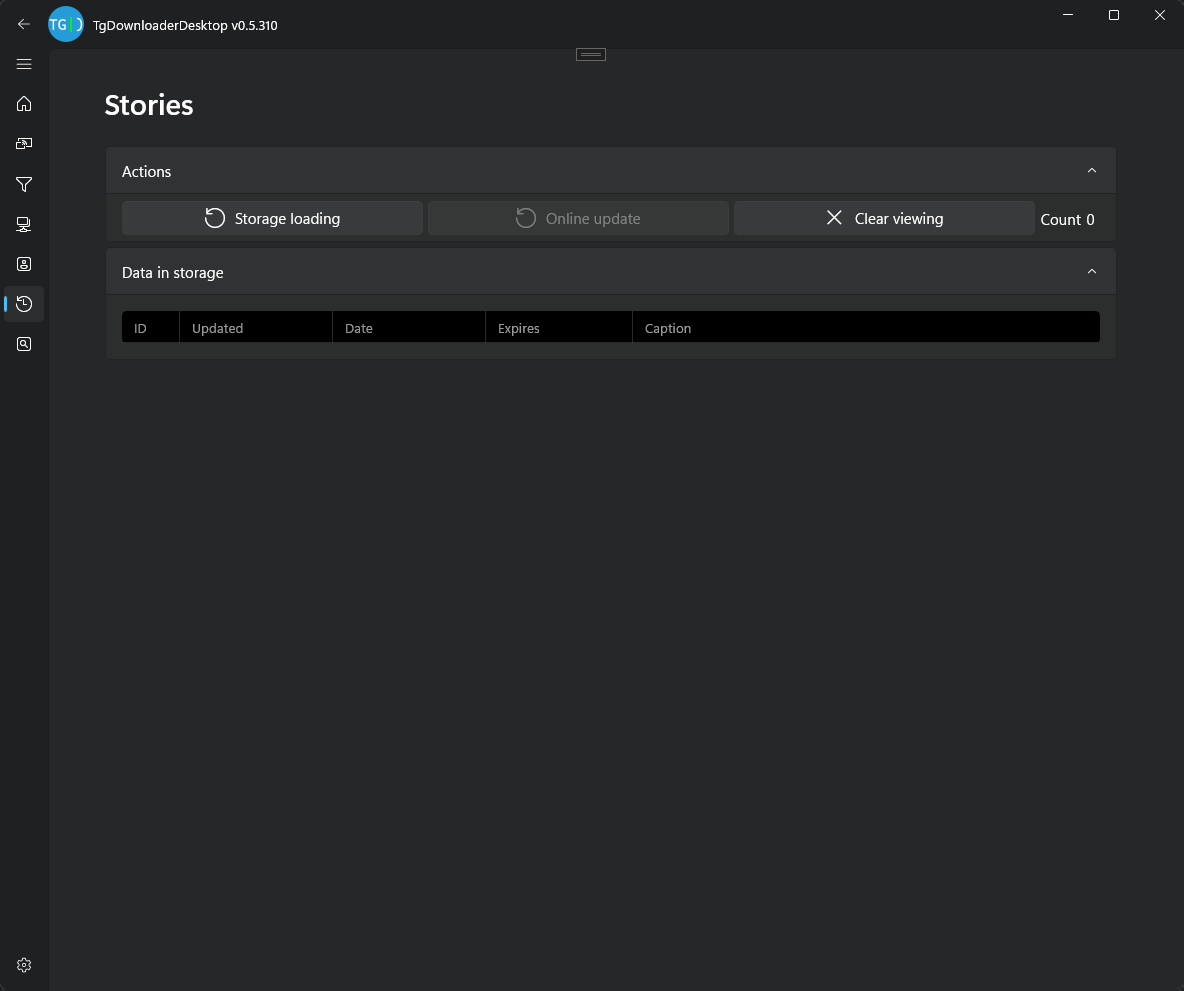 TG D
TgDownloaderDesktop v0.5.310
Stories
Actions
Storage loading Online update Clear viewing Count 0
Data in storage
ID Updated Date Expires Caption